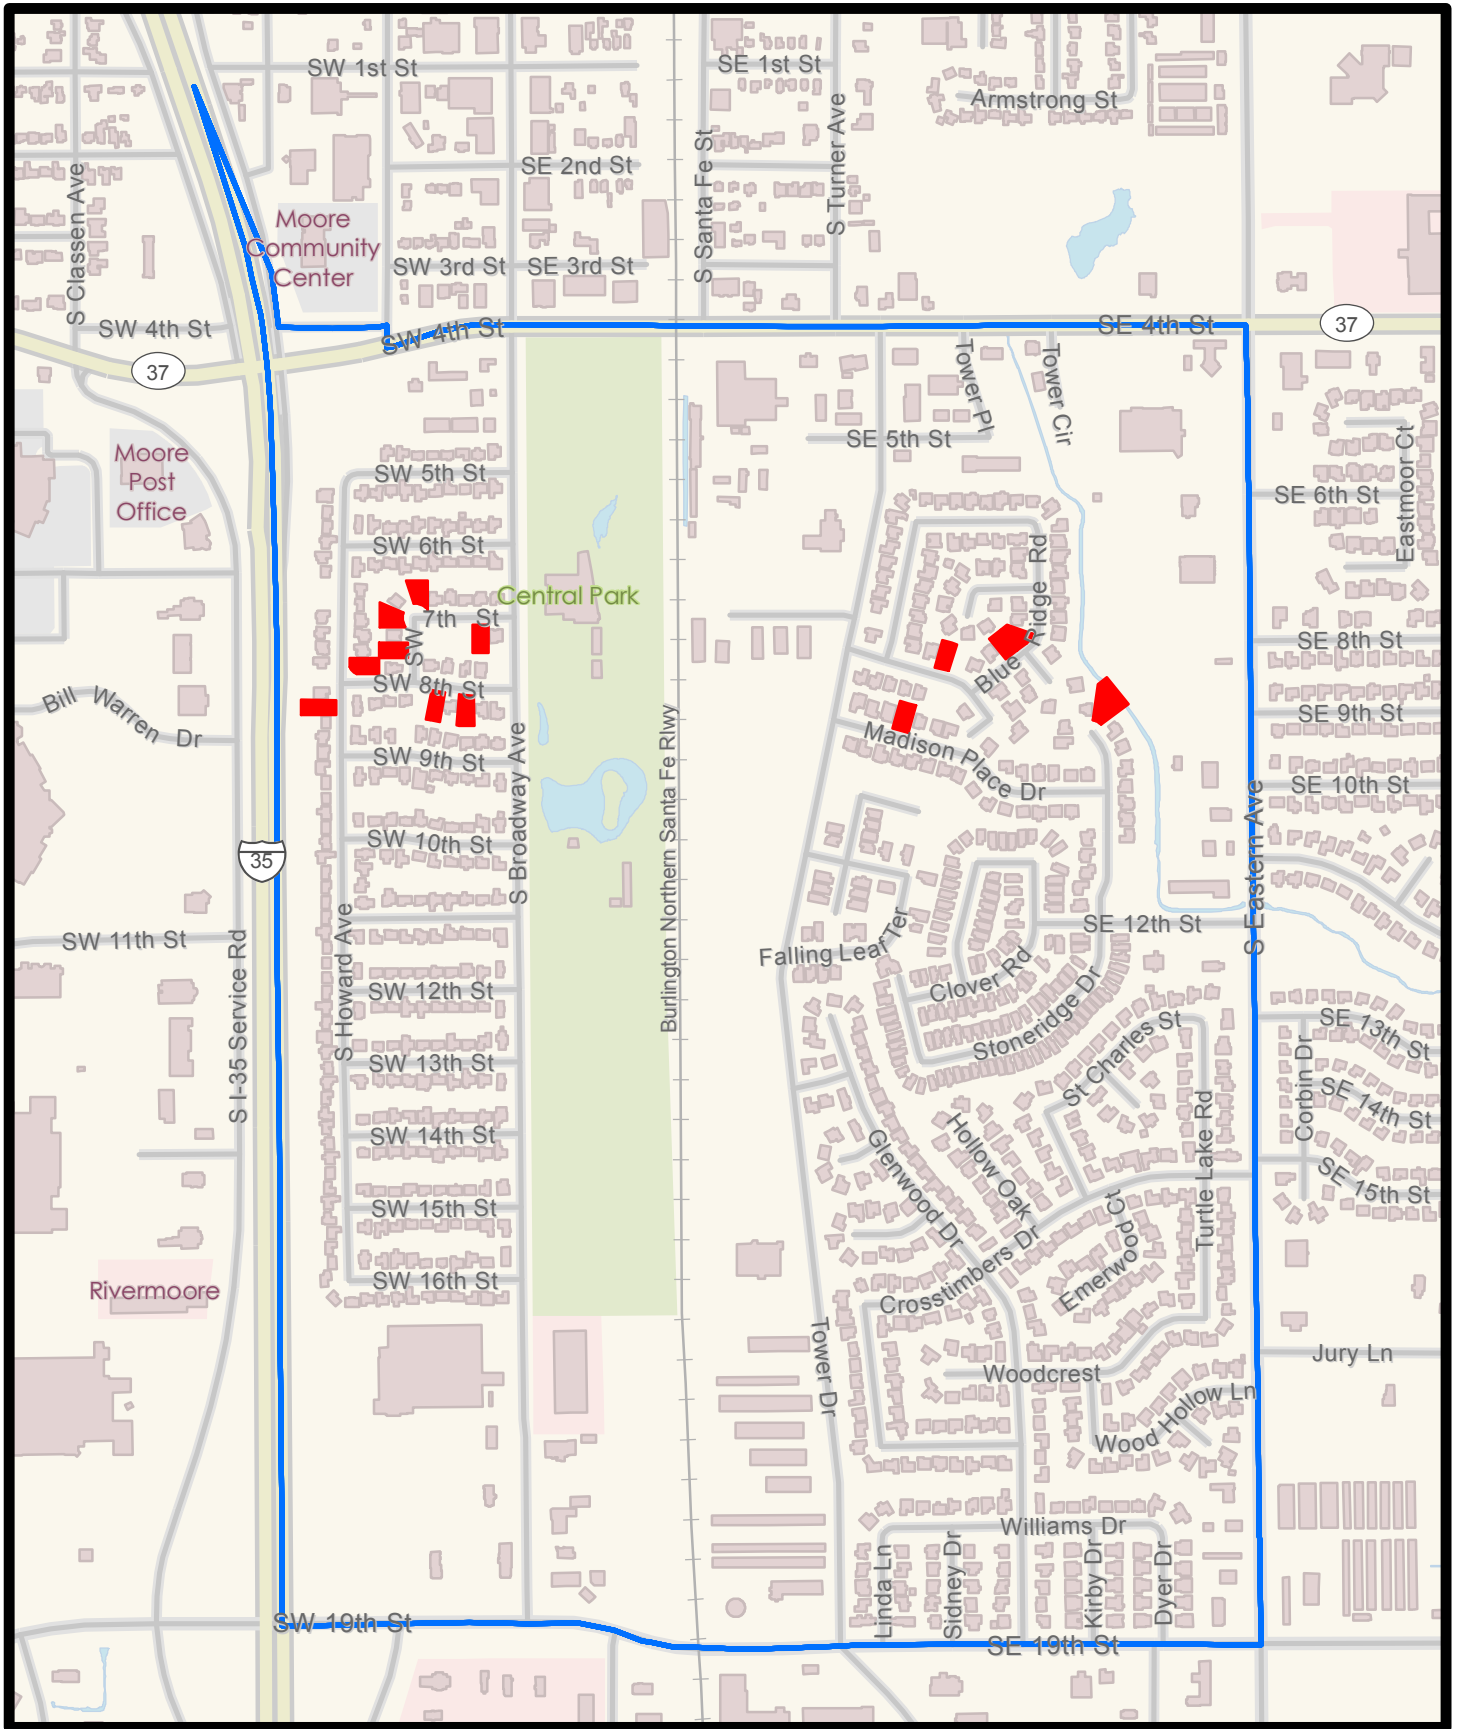 SW 1st St
SE 1st St
Armstrong St
S Turner Ave
S Santa Fe St
SE 2nd St
S Classen Ave
Moore
Community
Center
SW 3rd St
SE 3rd St
SW 4th St
SW 4th St
SE 4th St
37
37
Tower Pl
Tower Cir
SE 5th St
Eastmoor Ct
Moore
Post
Office
SW 5th St
SE 6th St
SW 6th St
Central Park
SW 7th St
Blue Ridge Rd
SE 8th St
SW 8th St
Bill Warren Dr
SE 9th St
Madison Place Dr
SW 9th St
S Broadway Ave
Burlington Northern Santa Fe Rlwy
SE 10th St
SW 10th St
35
S Eastern Ave
SW 11th St
S I-35 Service Rd
S Howard Ave
Falling Leaf Ter
SE 12th St
Clover Rd
Stoneridge Dr
SW 12th St
SE 13th St
St Charles St
Corbin Dr
SW 13th St
SE 14th St
Turtle Lake Rd
SW 14th St
Hollow Oak
Glenwood Dr
SE 15th St
SW 15th St
Emerwood Ct
Crosstimbers Dr
SW 16th St
Rivermoore
Tower Dr
Jury Ln
Woodcrest
Wood Hollow Ln
Williams Dr
Linda Ln
Sidney Dr
Kirby Dr
Dyer Dr
SW 19th St
SE 19th St